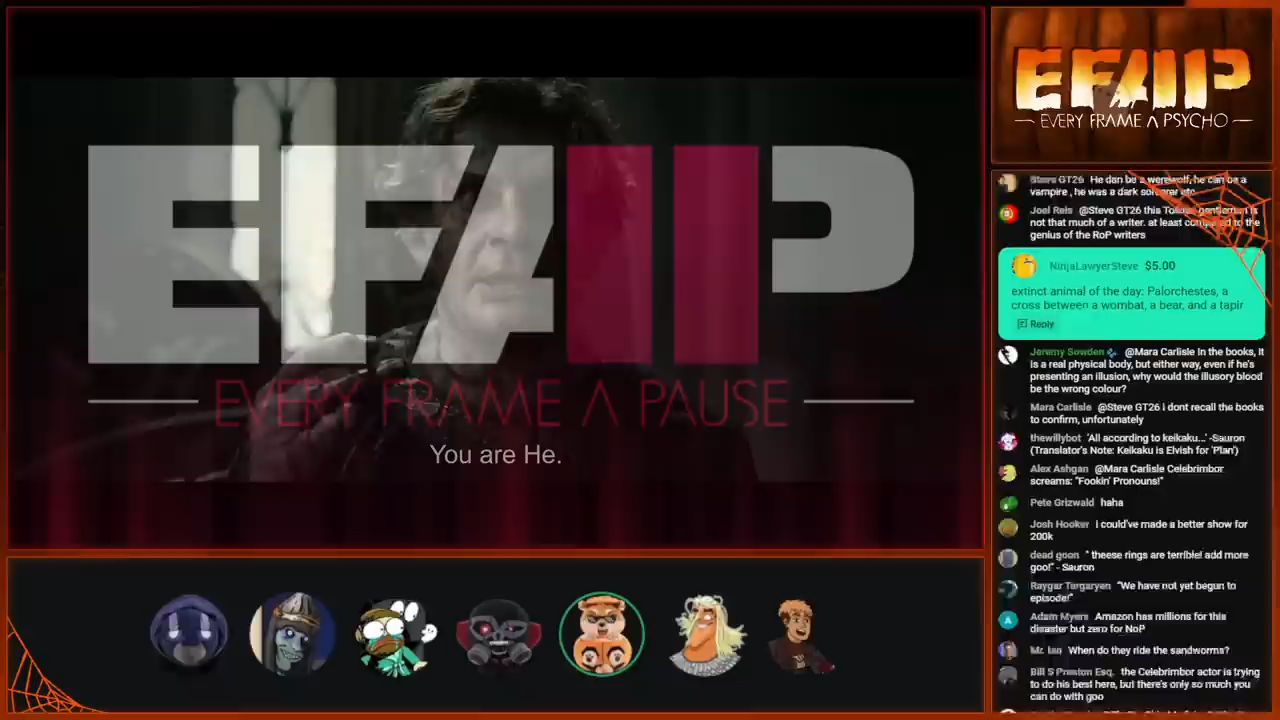 EFAIIP
EVERY FRAME A PAUSE
You are He.
EFAIIP
EVERY FRAME A PSYCHO
Steve GT26 He dan be a werewolf, he can be a
vampire , he was a dark sorcerer etc
Joel Reis @Steve GT26 this Tolkien gentleman is
not that much of a writer. at least compared to the
genius of the RoP writers
NinjaLawyerSteve $5.00
extinct animal of the day: Palorchestes, a
cross between a wombat, a bear, and a tapir
Reply
Jeremy Sowden @Mara Carlisle In the books, it
is a real physical body, but either way, even if he's
presenting an illusion, why would the illusory blood
be the wrong colour?
Mara Carlisle @Steve GT26 i dont recall the books
to confirm, unfortunately
thewillybot 'All according to keikaku...' -Sauron
(Translator's Note: Keikaku is Elvish for 'Plan')
Alex Ashgan @Mara Carlisle Celebrimbor
screams: "Fookin' Pronouns!"
Pete Grizwald haha
Josh Hooker i could've made a better show for
200k
dead goon " theese rings are terrible! add more
goo!" - Sauron
Raygar Targaryen "We have not yet begun to
episode!"
Adam Myers Amazon has millions for this
disaster but zero for NoP
Mr. Ian When do they ride the sandworms?
Bill S Preston Esq. the Celebrimbor actor is trying
to do his best here, but there's only so much you
can do with goo